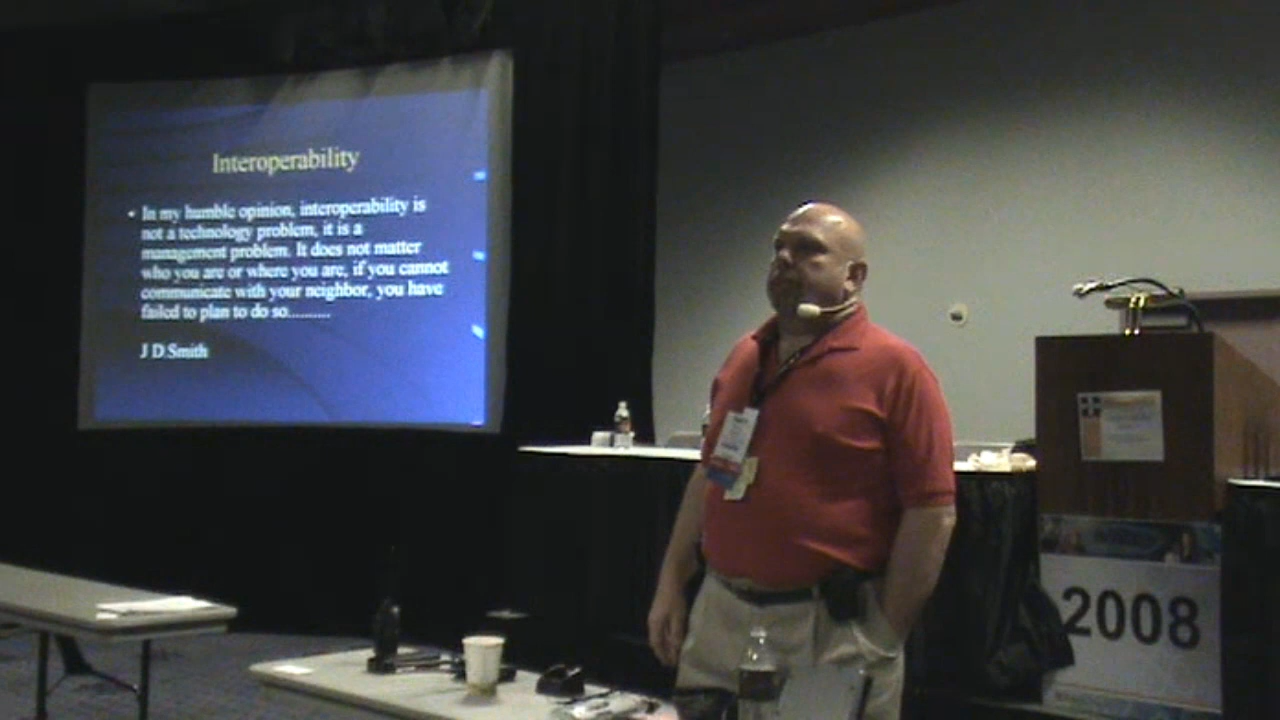 Interoperability
• In my humble opinion, interoperability is
not a technology problem, it is a
management problem. It does not matter
who you are or where you are, if you cannot
communicate with your neighbor, you have
failed to plan to do so..........
J D Smith
2008